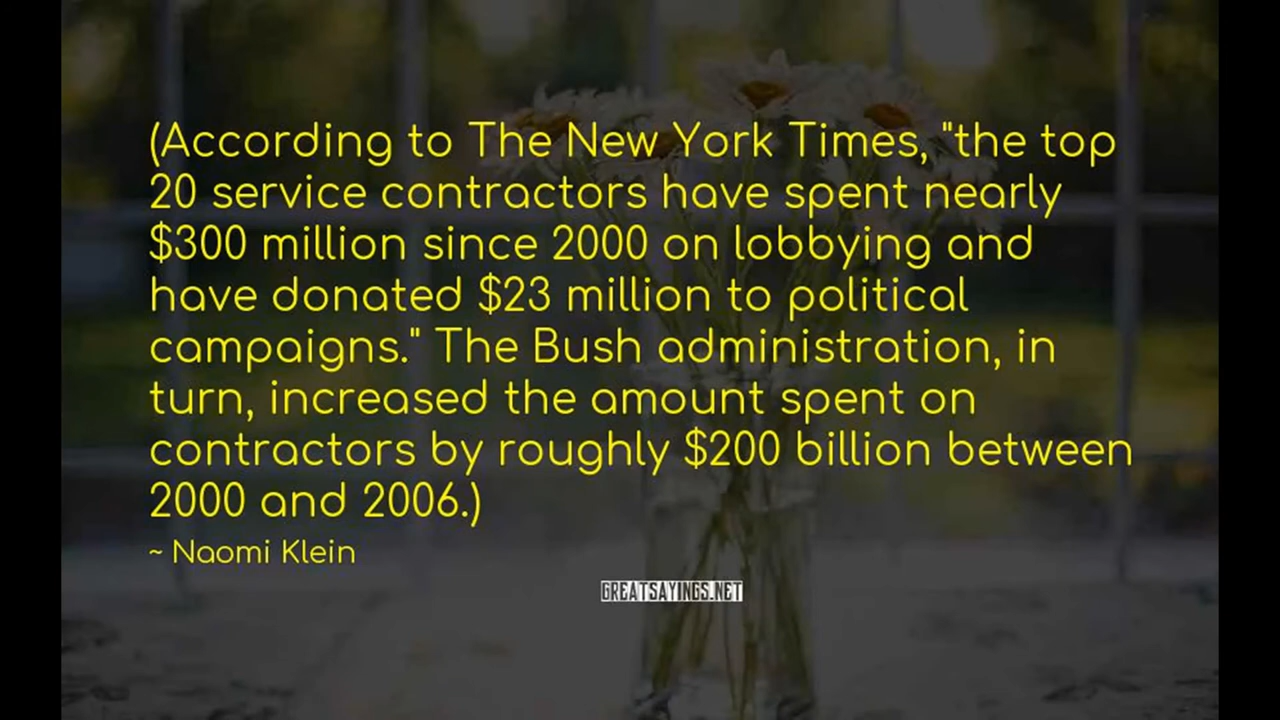 (According to The New York Times, "the top
20 service contractors have spent nearly
$300 million since 2000 on lobbying and
have donated $23 million to political
campaigns." The Bush administration, in
turn, increased the amount spent on
contractors by roughly $200 billion between
2000 and 2006.)
~ Naomi Klein
GREATSAYINGS.NET